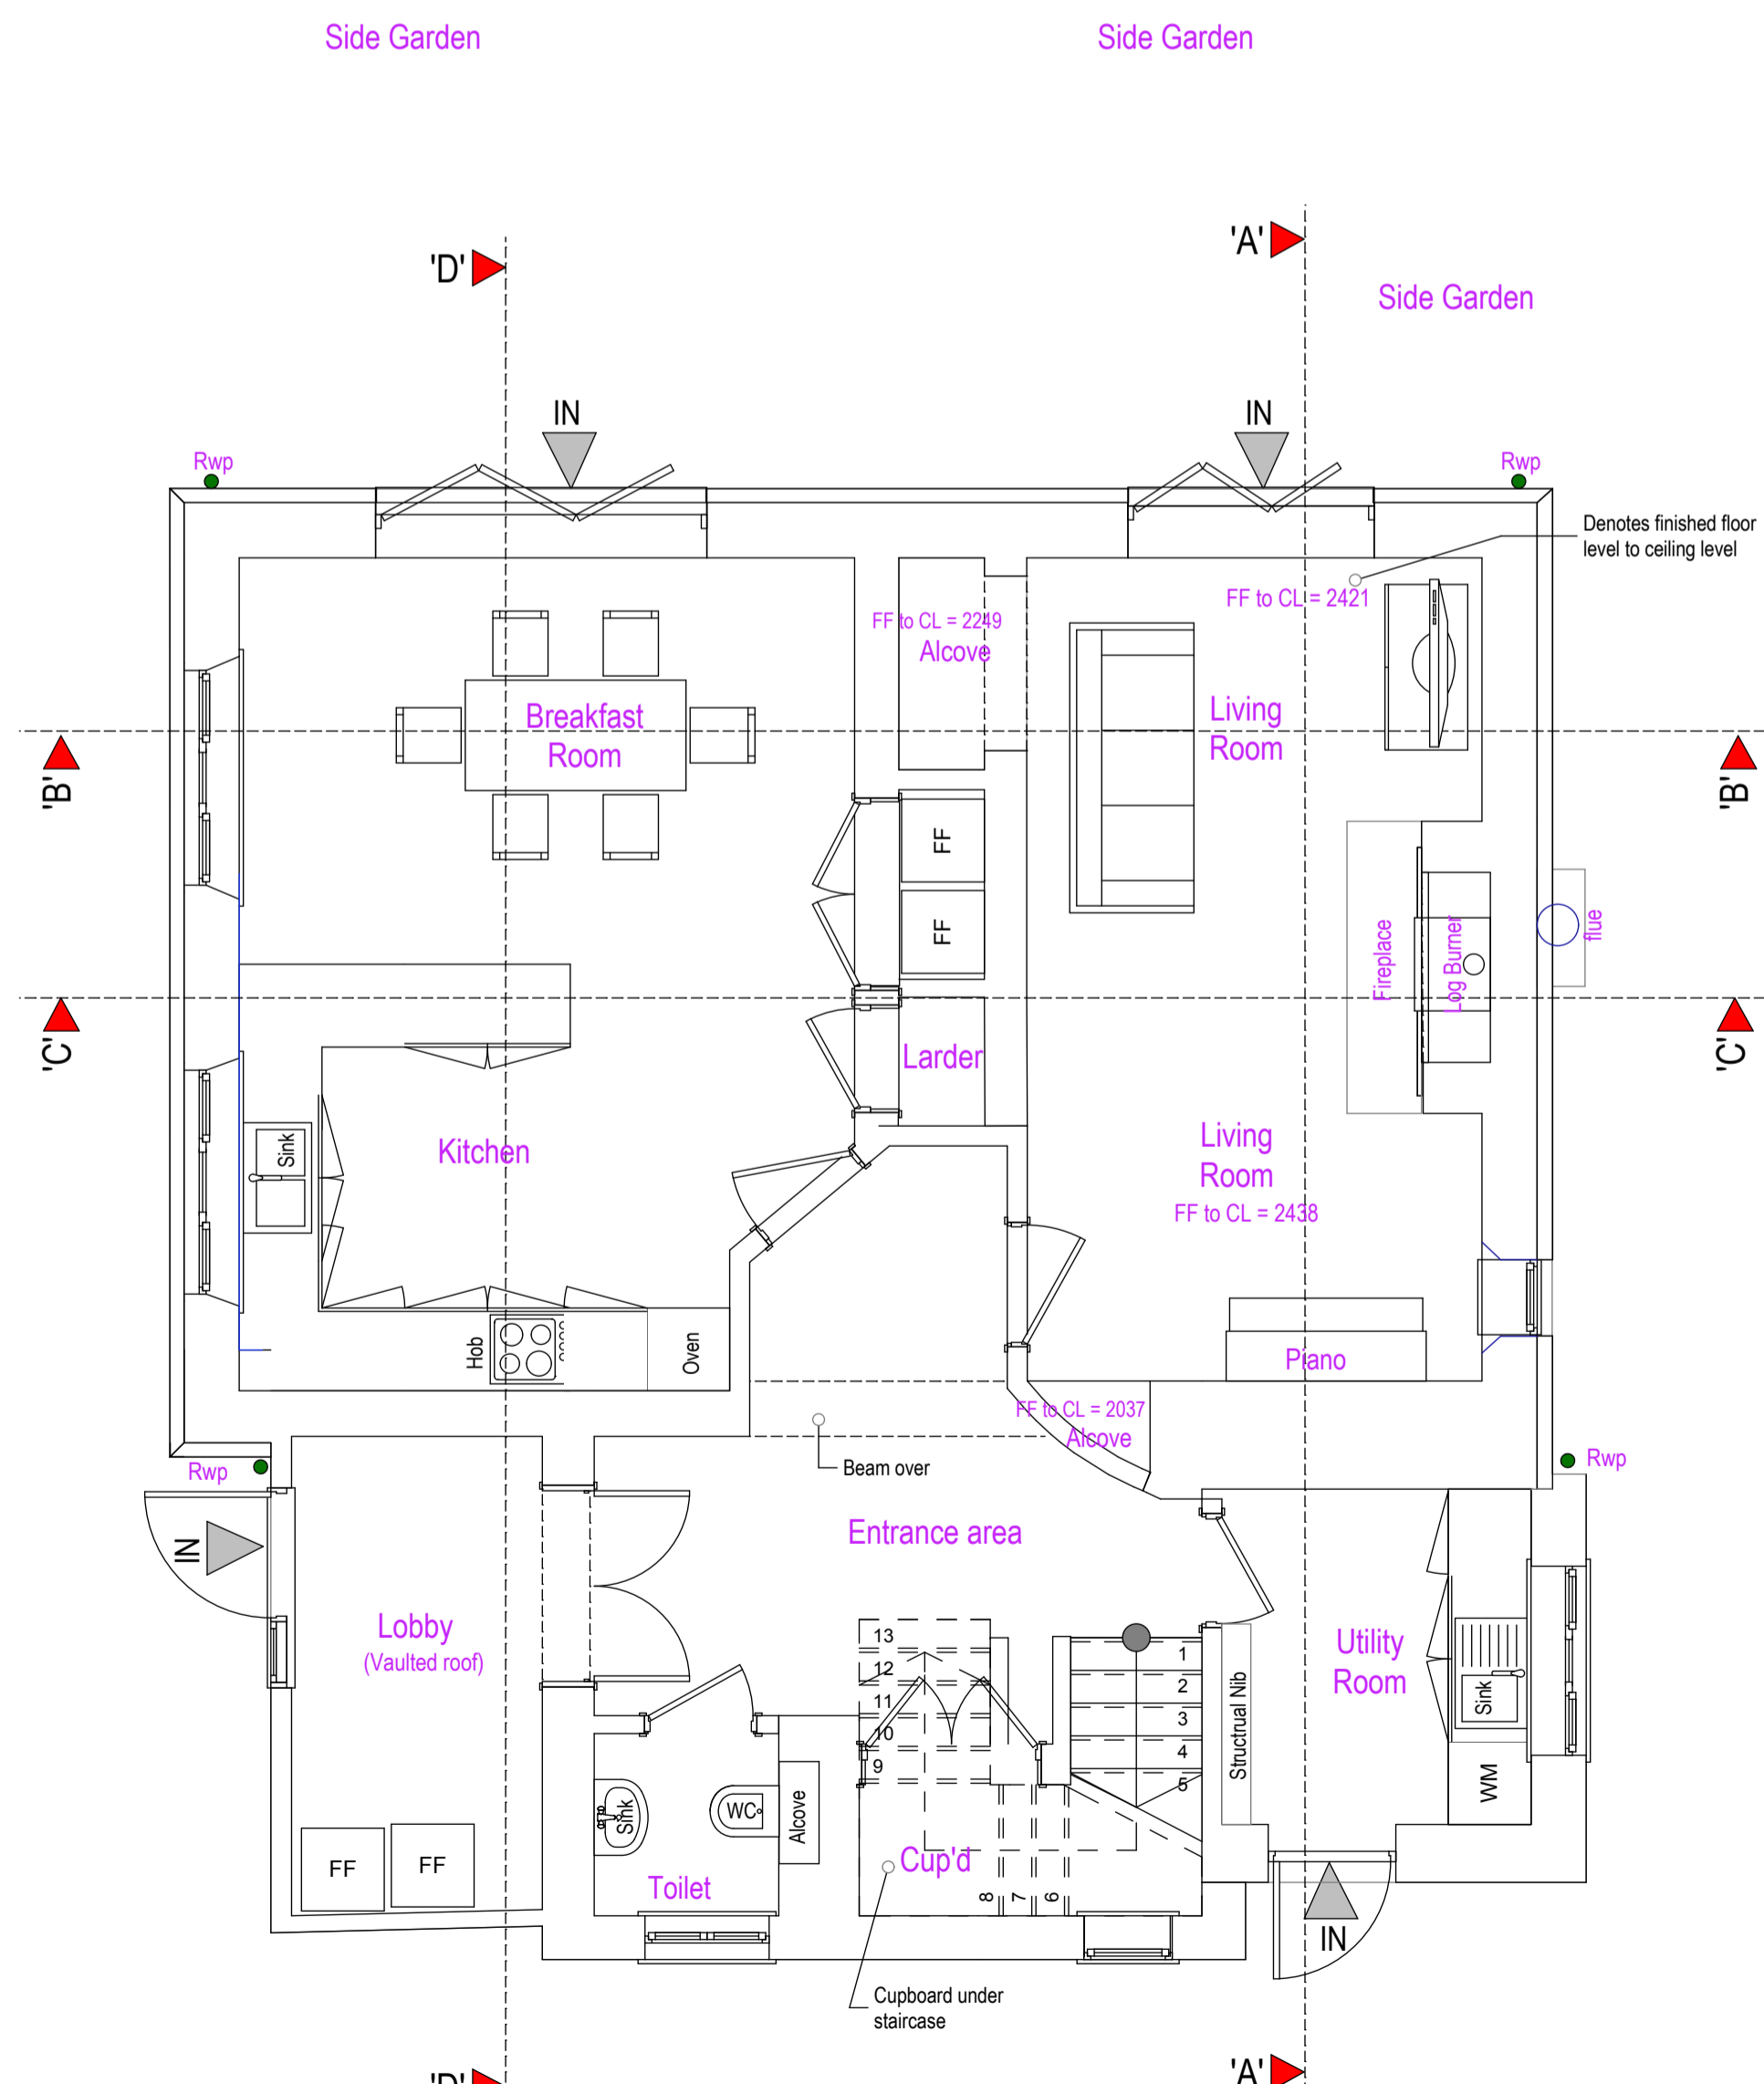 Side Garden
Side Garden
'A'
'D'
Side Garden
IN
IN
Rwp
Rwp
Denotes finished floor
level to ceiling level
FF to CL = 2421
FF to CL = 2249
Alcove
Breakfast
Room
Living
Room
'B'
'B'
FF
FF
Fireplace
Log Burner
flue
'C'
'C'
Larder
Sink
Kitchen
Living
Room
FF to CL = 2438
Hob
Oven
Piano
FF to CL = 2037
Alcove
Rwp
Beam over
Rwp
IN
Entrance area
Lobby
(Vaulted roof)
13
12
11
10
9
1
2
3
4
5
Structrual Nib
Utility
Room
Sink
WM
Sink
WC
Alcove
FF
FF
Toilet
Cup'd
8
7
6
IN
Cupboard under
staircase
'D'
'A'